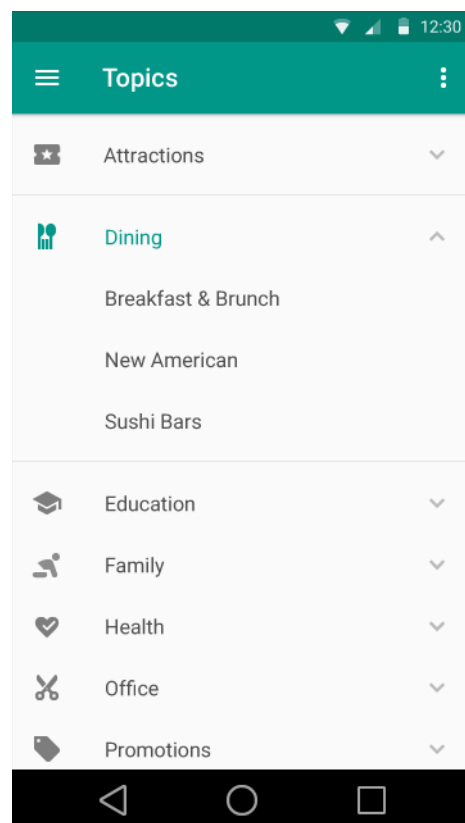 12:30
Topics
Attractions
Dining
Breakfast & Brunch
New American
Sushi Bars
Education
Family
Health
Office
Promotions